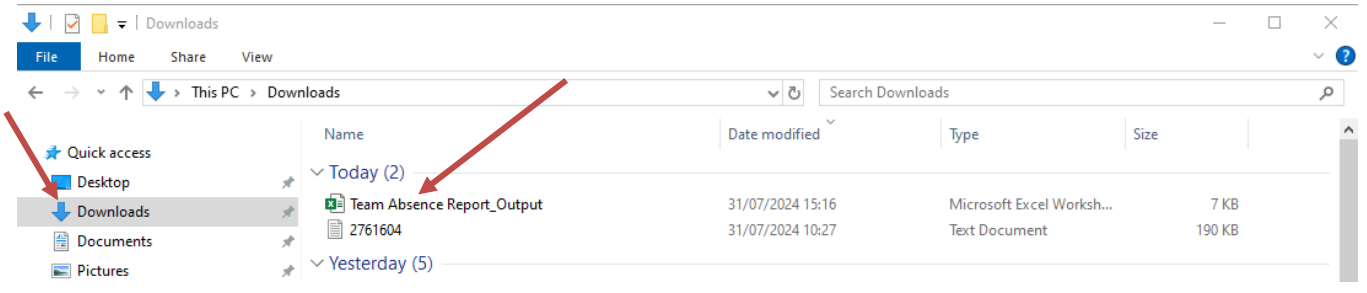 Downloads
File Home Share View
This PC > Downloads
Search Downloads
Name Date modified Type Size
Quick access
Desktop
Downloads
Documents
Pictures
Today (2)
Team Absence Report_Output 31/07/2024 15:16 Microsoft Excel Worksh... 7 KB
2761604 31/07/2024 10:27 Text Document 190 KB
Yesterday (5)